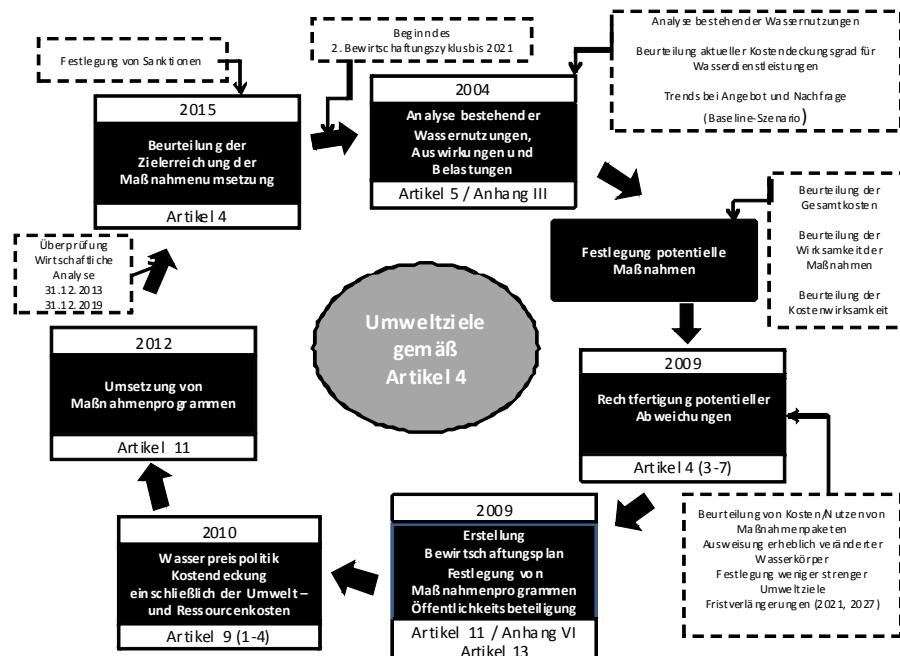 Beginn des
2. Bewirtschaftungszyklus bis 2021
Analyse bestehender Wassernutzungen
Beurteilung aktueller Kostendeckungsgrad für
Wasserdienstleistungen
Trends bei Angebot und Nachfrage
(Baseline-Szenario)
Festlegung von Sanktionen
2015
Beurteilung der
Zielerreichung der
Maßnahmenumsetzung
Artikel 4
2004
Analyse bestehender
Wassernutzungen,
Auswirkungen und
Belastungen
Artikel 5 / Anhang III
Beurteilung der
Gesamtkosten
Beurteilung der
Wirksamkeit der
Maßnahmen
Beurteilung der
Kostenwirksamkeit
Festlegung potentielle
Maßnahmen
Überprüfung
Wirtschaftliche
Analyse
31.12.2013
31.12.2019
Umweltziele
gemäß
Artikel 4
2012
Umsetzung von
Maßnahmenprogrammen
Artikel 11
2009
Rechtfertigung potentieller
Abweichungen
Artikel 4 (3-7)
Beurteilung von Kosten/Nutzen von
Maßnahmenpaketen
Ausweisung erheblich veränderter
Wasserkörper
Festlegung weniger strenger
Umweltziele
Fristverlängerungen (2021, 2027)
2009
Erstellung
Bewirtschaftungsplan
Festlegung von
Maßnahmenprogrammen
Öffentlichkeitsbeteiligung
Artikel 11 / Anhang VI
Artikel 13
2010
Wasserpreispolitik
Kostendeckung
einschließlich der Umwelt–
und Ressourcenkosten
Artikel 9 (1-4)